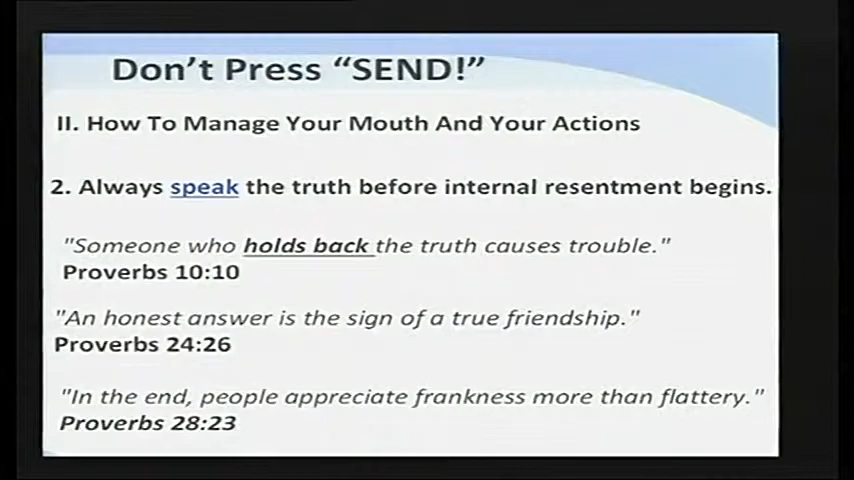 Don't Press “SEND!”
II. How To Manage Your Mouth And Your Actions
2. Always speak the truth before internal resentment begins.
"Someone who holds back the truth causes trouble."
Proverbs 10:10
"An honest answer is the sign of a true friendship."
Proverbs 24:26
"In the end, people appreciate frankness more than flattery."
Proverbs 28:23